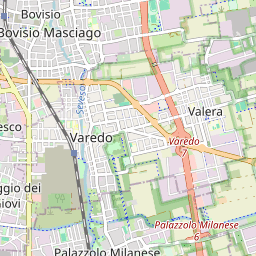 Bovisio
Bovisio
Masciago
Seveso
Valera
esco
Varedo
Varedo
7
ggio dei
iovi
Palazzolo Milanese
6
Palazzolo Milanese